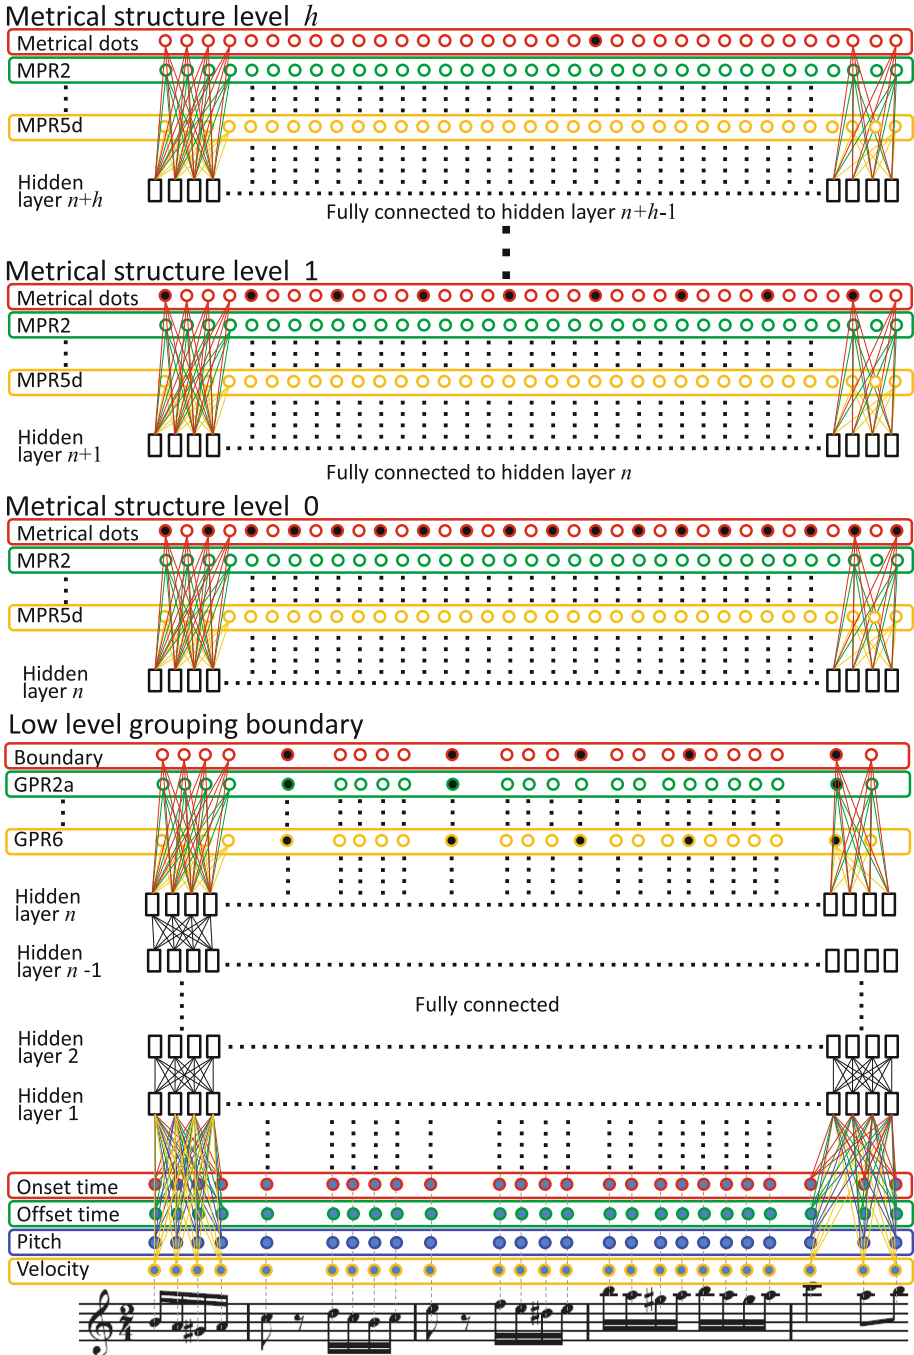 Metrical structure level h
Metrical dots
MPR2
MPR5d
Hidden
layer n+h
Fully connected to hidden layer n+h-1
Metrical structure level 1
Metrical dots
MPR2
MPR5d
Hidden
layer n+1
Fully connected to hidden layer n
Metrical structure level 0
Metrical dots
MPR2
MPR5d
Hidden
layer n
Low level grouping boundary
Boundary
GPR2a
GPR6
Hidden
layer n
Hidden
layer n -1
Fully connected
Hidden
layer 2
Hidden
layer 1
Onset time
Offset time
Pitch
Velocity
2
4